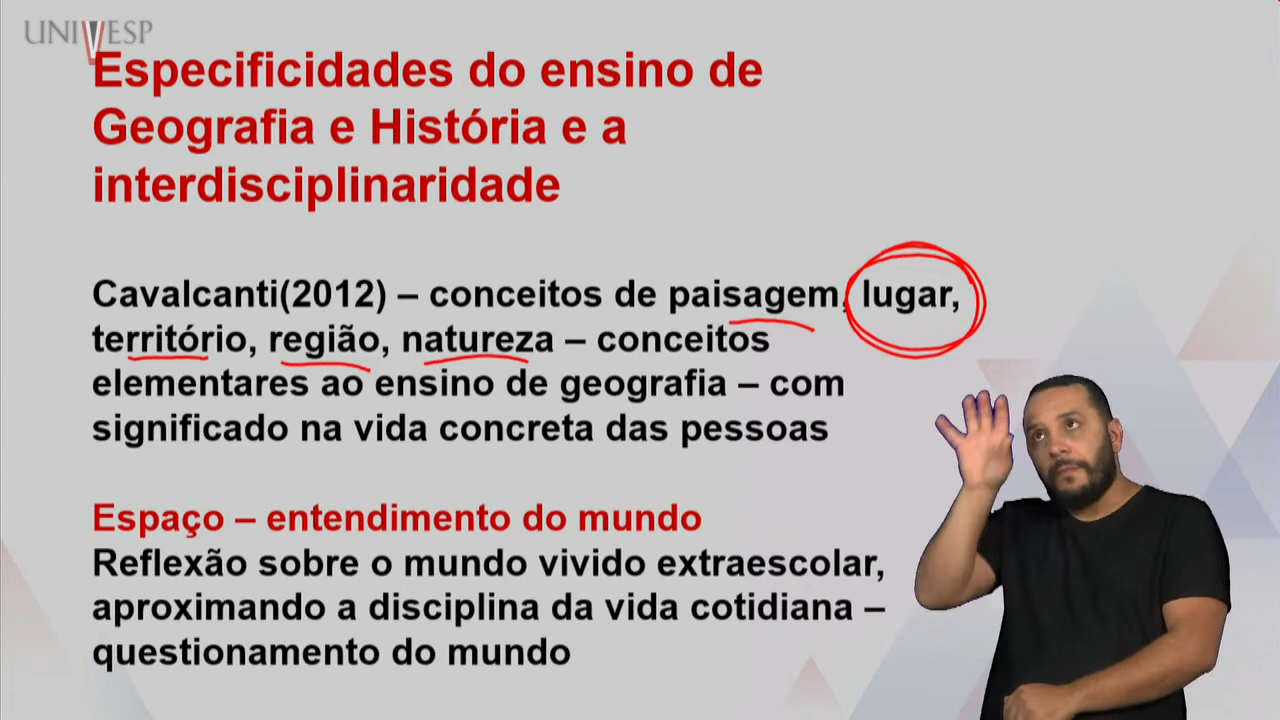 UNIVESP
Especificidades do ensino de
Geografia e História e a
interdisciplinaridade
Cavalcanti(2012) – conceitos de paisagem, lugar,
território, região, natureza – conceitos
elementares ao ensino de geografia – com
significado na vida concreta das pessoas
Espaço – entendimento do mundo
Reflexão sobre o mundo vivido extraescolar,
aproximando a disciplina da vida cotidiana –
questionamento do mundo